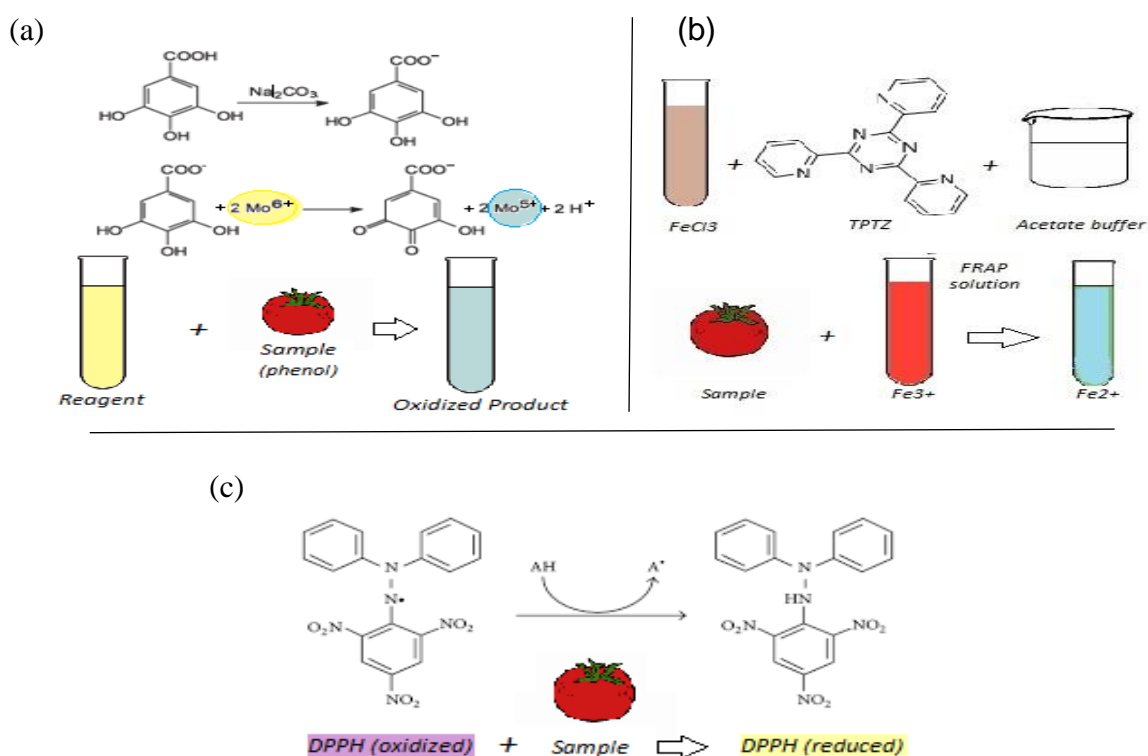 (a)
COOH
Na2CO3
COO−
HO
OH
OH
HO
OH
OH
COO-
+ 2 Mo6+
COO−
+ 2 Mo5+ + 2 H+
HO
OH
OH
O
O
OH
+
Sample
(phenol)
Reagent
Oxidized Product
(b)
N
N
N
N
N
N
+
+
FeCl3
TPTZ
Acetate buffer
FRAP
solution
+
Sample
Fe3+
Fe2+
(c)
N
N•
O2N
NO2
NO2
AH
A•
N
HN
O2N
NO2
NO2
DPPH (oxidized) + Sample DPPH (reduced)